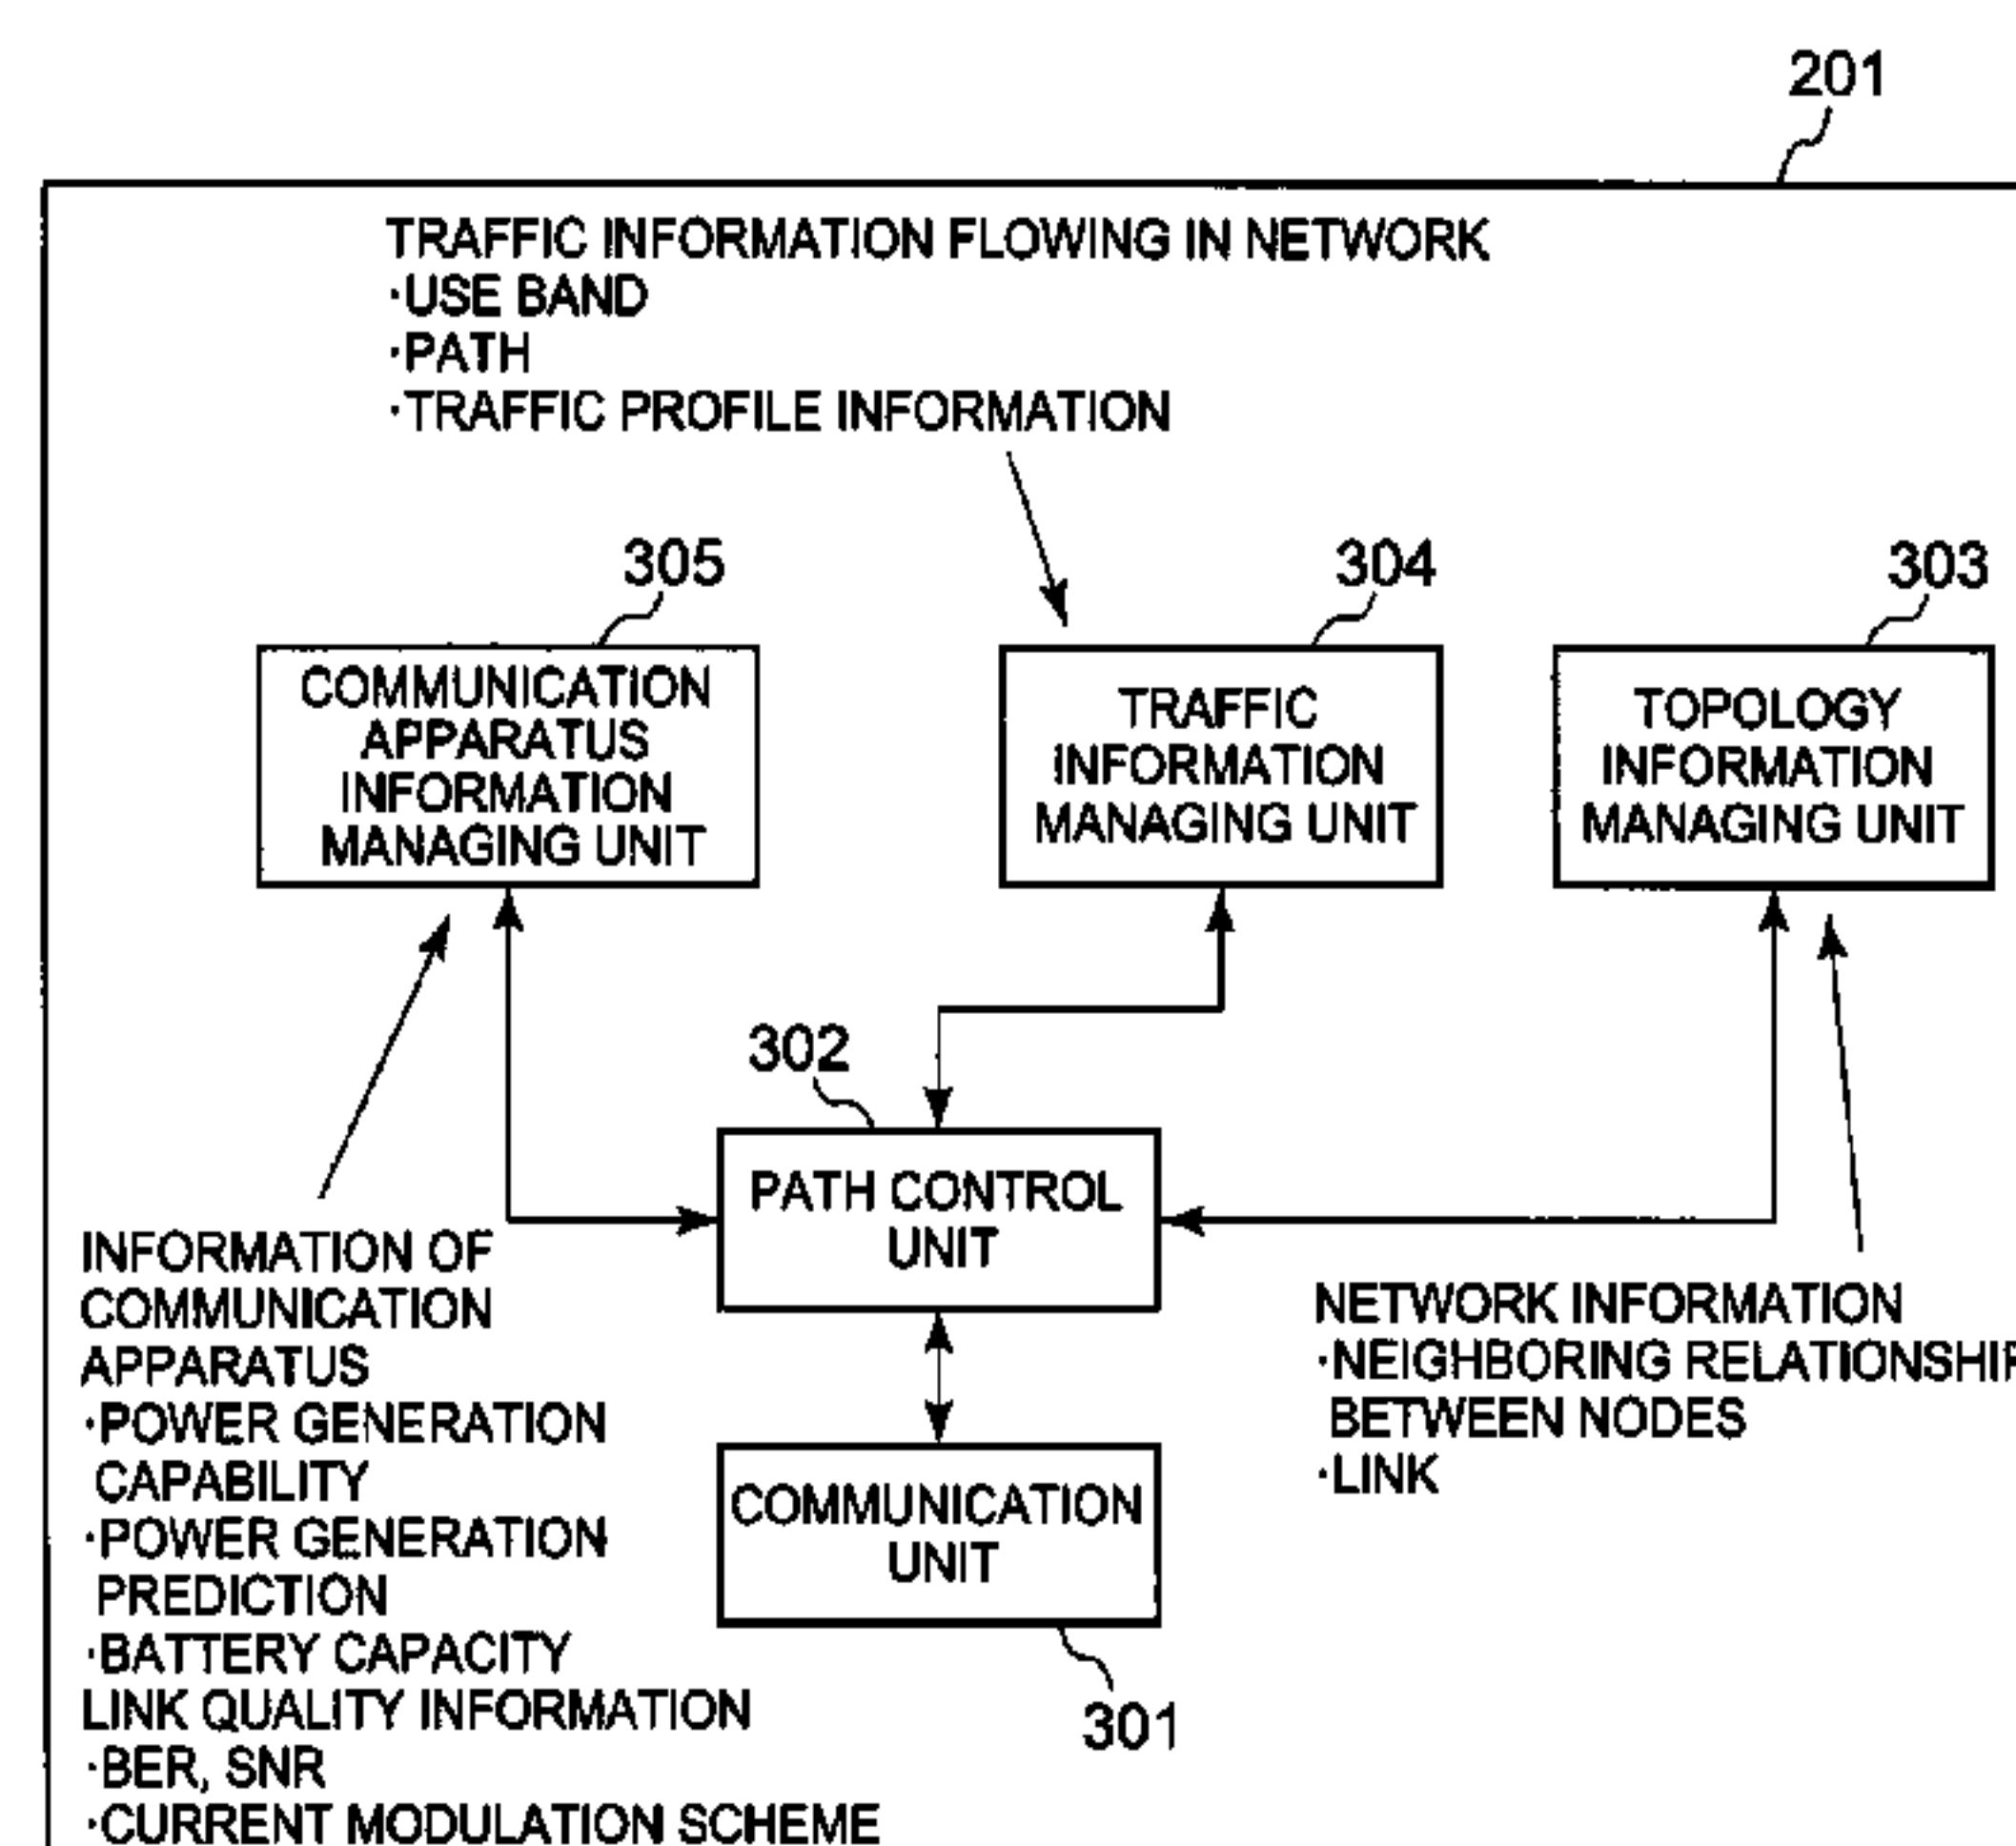 201
TRAFFIC INFORMATION FLOWING IN NETWORK
·USE BAND
·PATH
·TRAFFIC PROFILE INFORMATION
305
304
303
COMMUNICATION
APPARATUS
INFORMATION
MANAGING UNIT
TRAFFIC
INFORMATION
MANAGING UNIT
TOPOLOGY
INFORMATION
MANAGING UNIT
302
PATH CONTROL
UNIT
INFORMATION OF
COMMUNICATION
APPARATUS
·POWER GENERATION
CAPABILITY
·POWER GENERATION
PREDICTION
·BATTERY CAPACITY
LINK QUALITY INFORMATION
·BER, SNR
·CURRENT MODULATION SCHEME
NETWORK INFORMATION
·NEIGHBORING RELATIONSHIP
BETWEEN NODES
·LINK
COMMUNICATION
UNIT
301